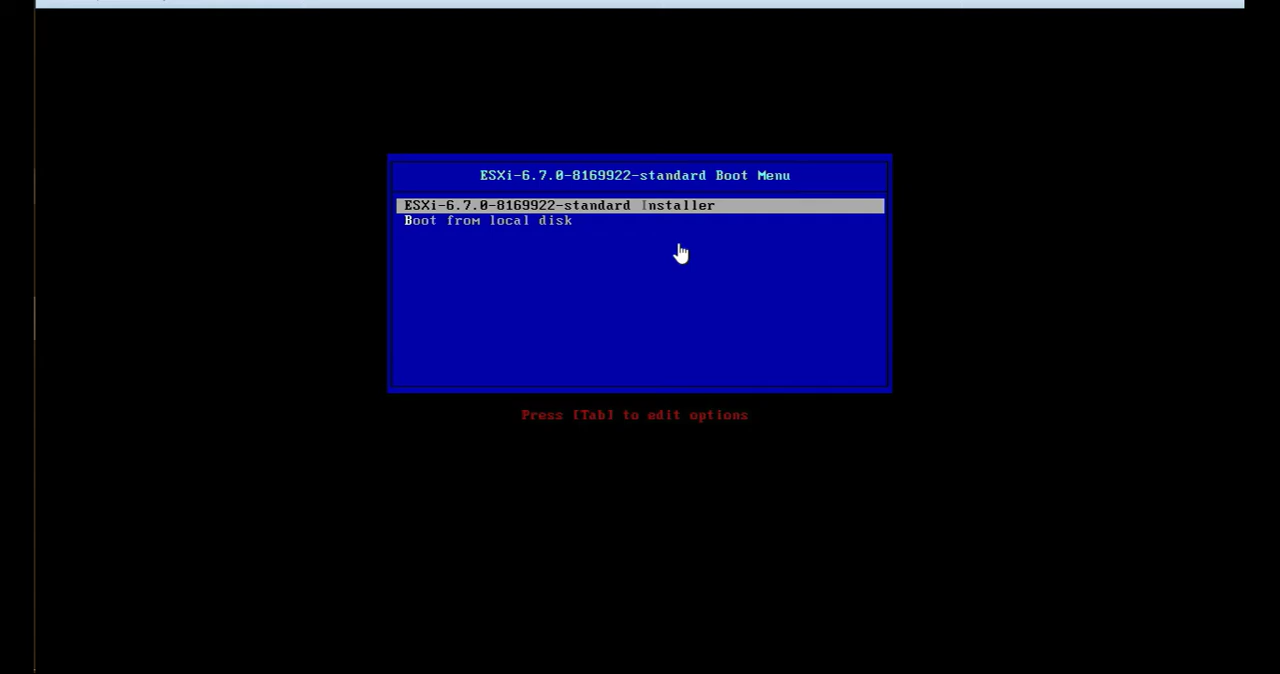 ESXi-6.7.0-8169922-standard Boot Menu
ESXi-6.7.0-8169922-standard Installer
Boot from local disk
Press [Tab] to edit options